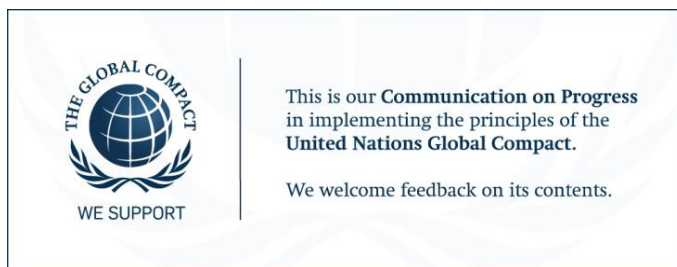 THE GLOBAL COMPACT
WE SUPPORT
This is our Communication on Progress
in implementing the principles of the
United Nations Global Compact.
We welcome feedback on its contents.